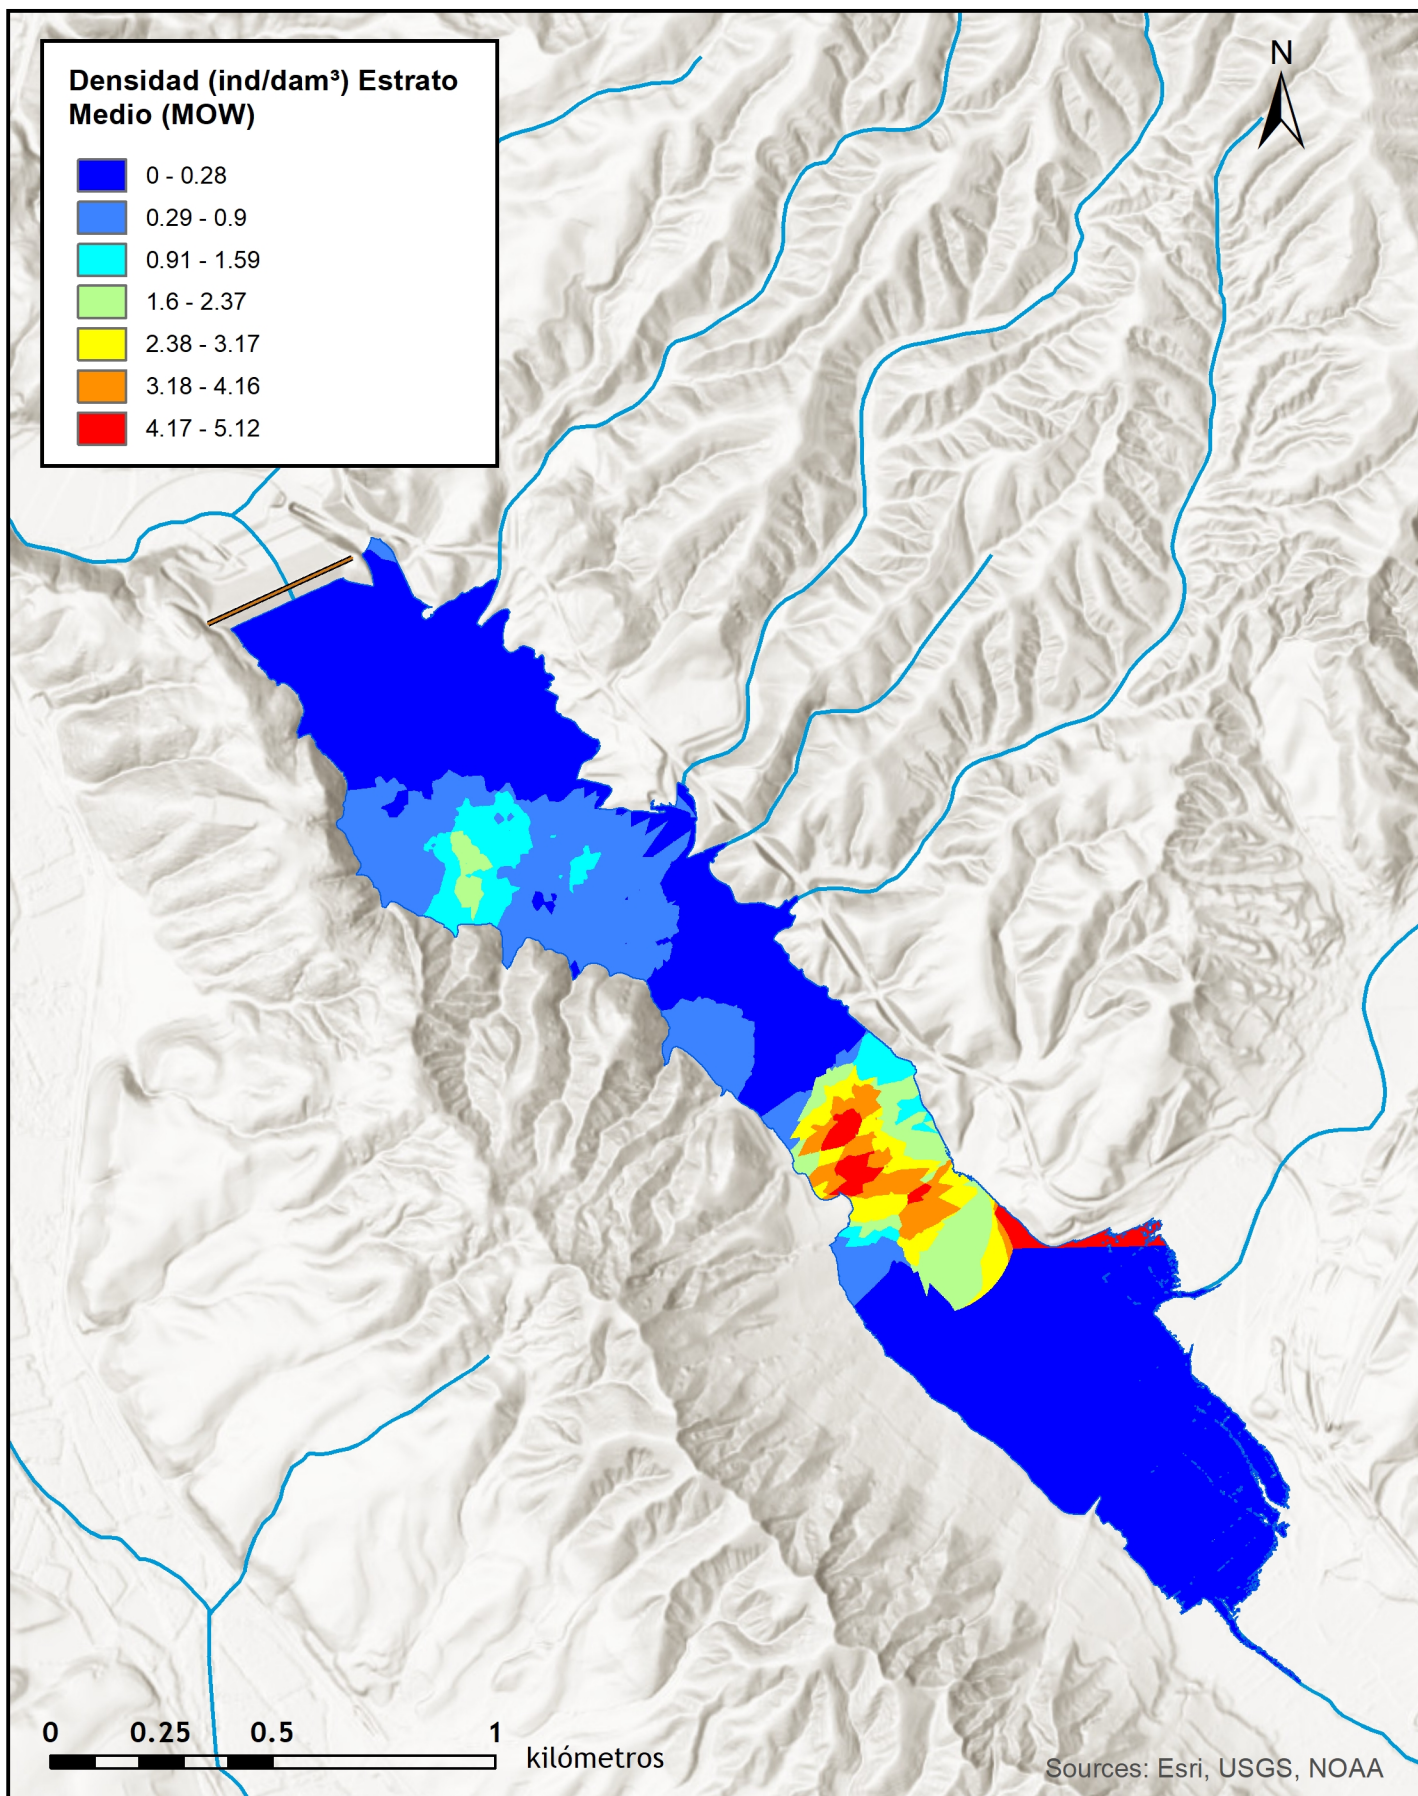 Densidad (ind/dam³) Estrato
Medio (MOW)
0 - 0.28
0.29 - 0.9
0.91 - 1.59
1.6 - 2.37
2.38 - 3.17
3.18 - 4.16
4.17 - 5.12
N
0 0.25 0.5 1
kilómetros
Sources: Esri, USGS, NOAA